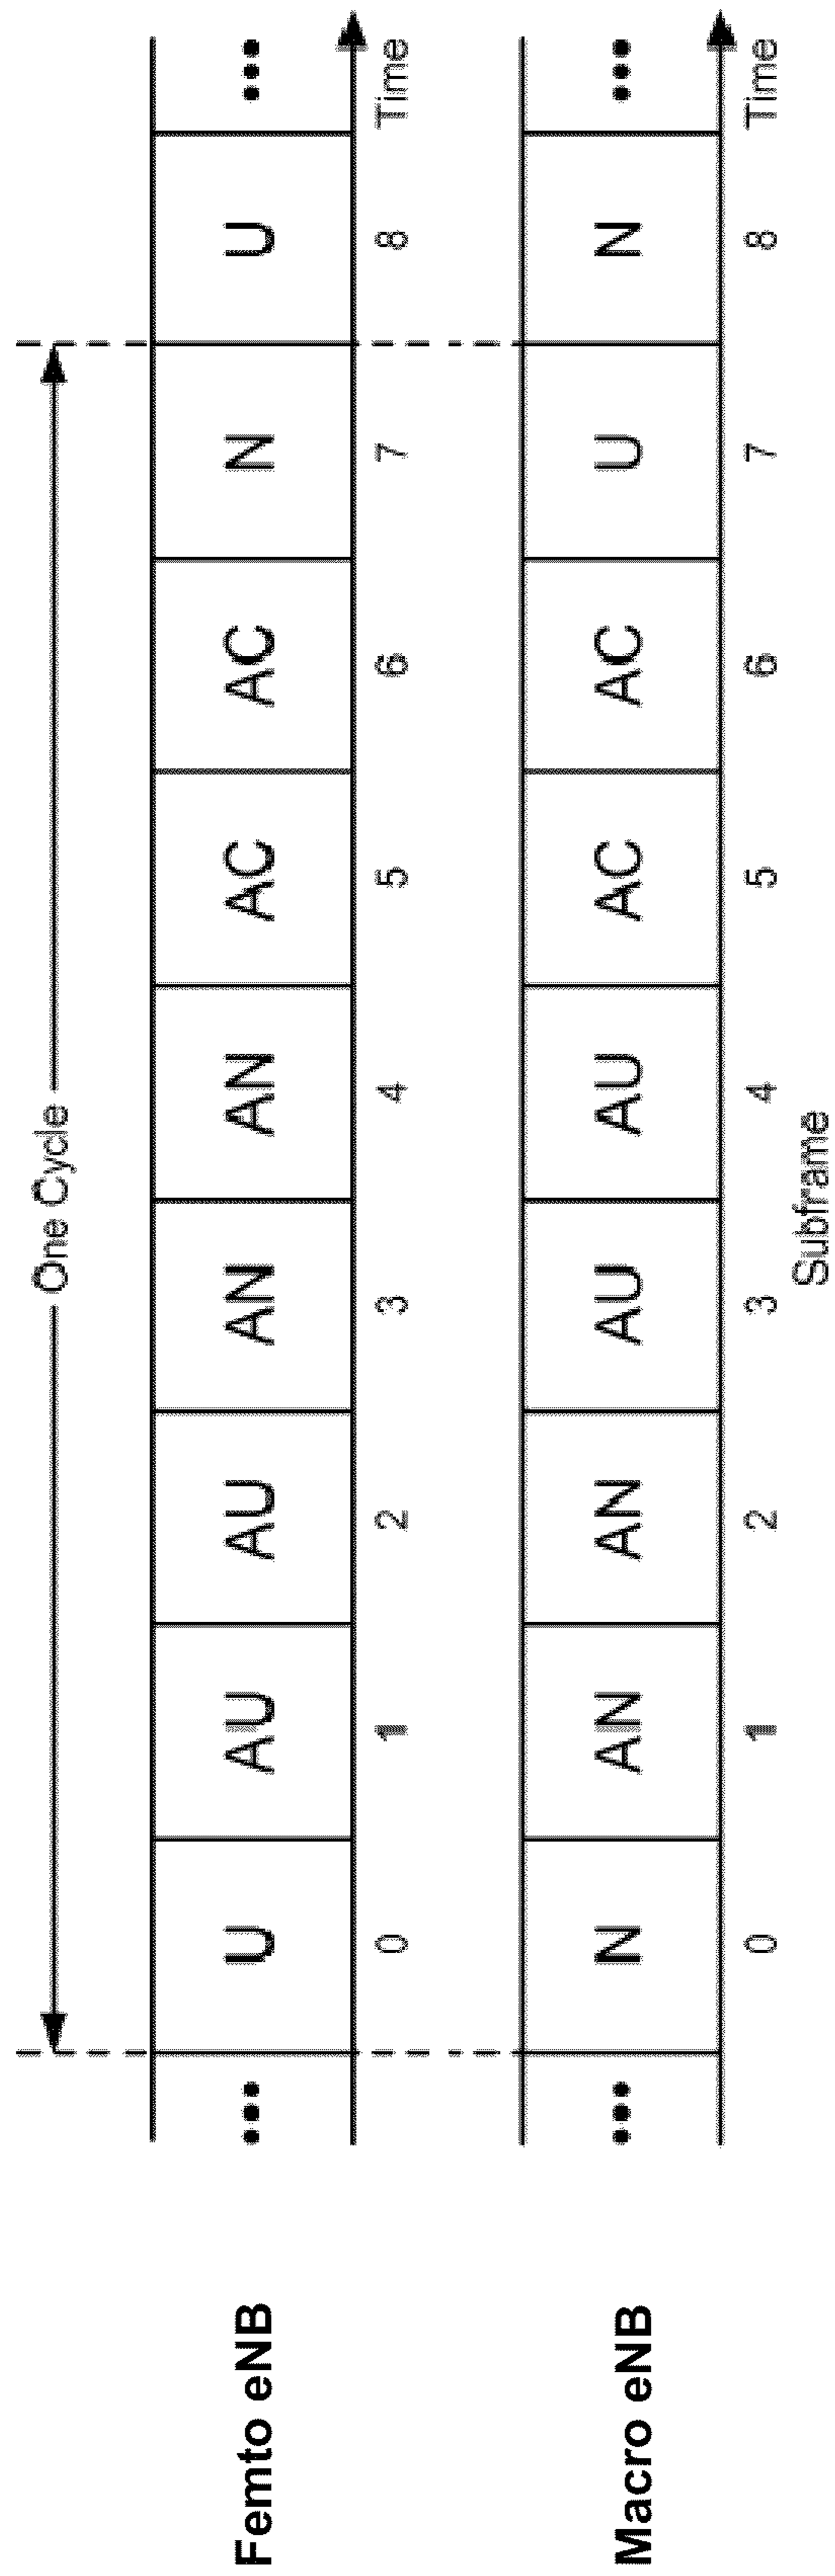 One Cycle
Femto eNB
••• U AU AU AN AN AC AC N U •••
0 1 2 3 4 5 6 7 8 Time
Macro eNB
••• N AN AN AU AU AC AC U N •••
0 1 2 3 4 5 6 7 8 Time
Subframe